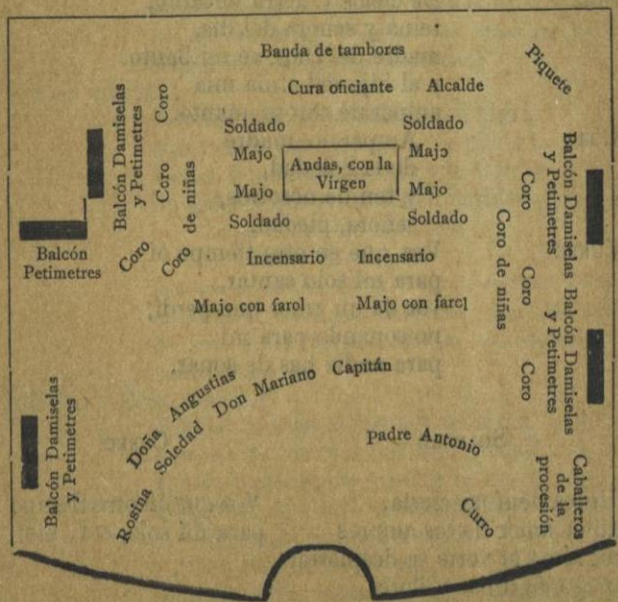 Banda de tambores
Piquete
Cura oficiante
Alcalde
Soldado
Soldado
Majo
Andas, con la
Virgen
Majo
Majo
Majo
Soldado
Soldado
Incensario
Incensario
Majo con farol
Majo con farol
Balcón Damiselas
y Petimetres
Coro
Coro
Coro
Coro
Coro
de niñas
Balcón
Petimetres
Balcón Damiselas
y Petimetres
Balcón Damiselas
y Petimetres
Coro
Coro
Coro
Coro de niñas
Balcón Damiselas
y Petimetres
Caballeros
de la
procesión
Doña Angustias
Rosina Soledad Don Mariano Capitán
padre Antonio
Curro